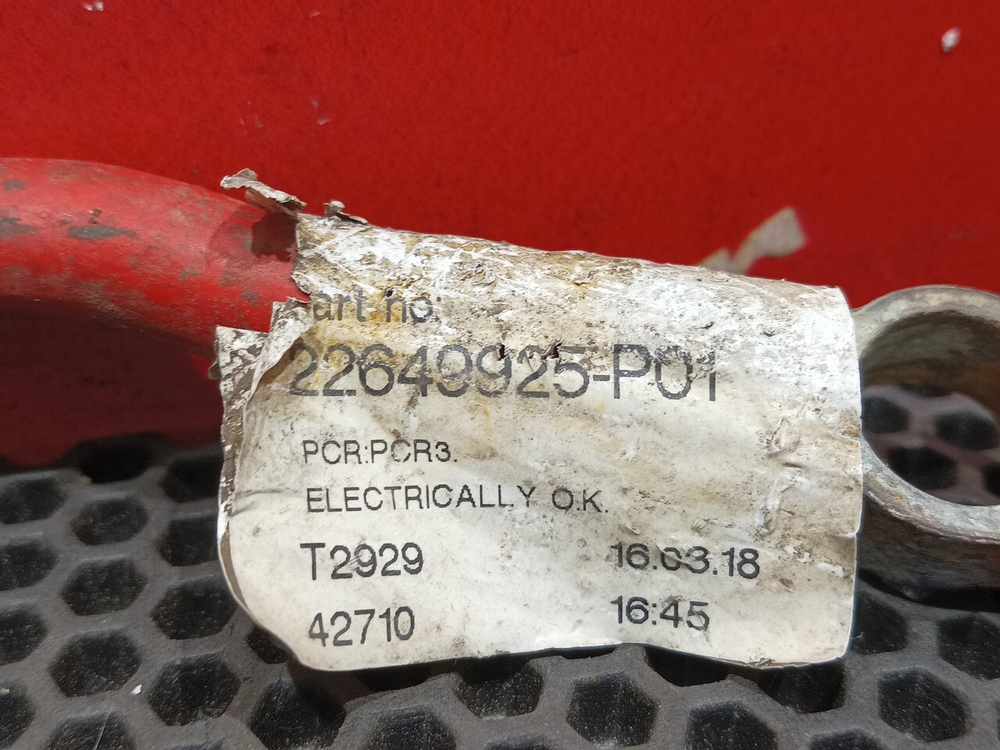 art no:
22649925-P01
PCR:PCR3.
ELECTRICALLY O.K.
T2929 16.03.18
42710 16:45